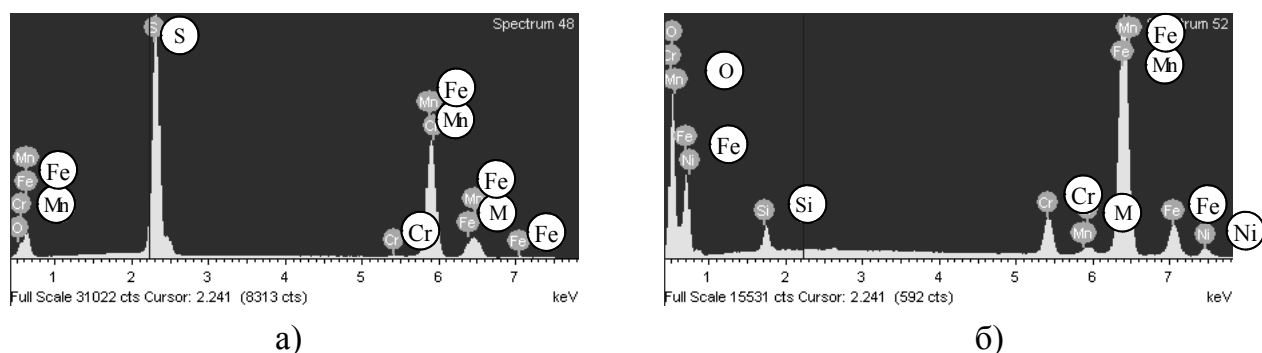 Spectrum 48
S
S
Mn
Fe
Mn
Fe
Mn
Fe
Mn
Fe
Cr
O
Cr
Cr
Mn
Fe
M
Fe
Fe
Fe
1 2 3 4 5 6 7
Full Scale 31022 cts Cursor: 2.241 (8313 cts) keV
а)
52
O
Cr
Mn
O
Fe
Ni
Fe
Si
Si
Cr
Cr
Mn
M
Mn
Fe
Fe
Mn
Fe
Fe
Ni
Ni
1 2 3 4 5 6 7
Full Scale 15531 cts Cursor: 2.241 (592 cts) keV
б)